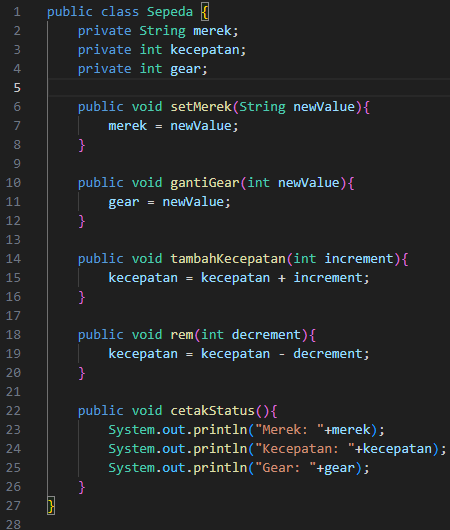 1 public class Sepeda {
2 private String merek;
3 private int kecepatan;
4 private int gear;
5
6 public void setMerek(String newValue){
7 merek = newValue;
8 }
9
10 public void gantiGear(int newValue){
11 gear = newValue;
12 }
13
14 public void tambahKecepatan(int increment){
15 kecepatan = kecepatan + increment;
16 }
17
18 public void rem(int decrement){
19 kecepatan = kecepatan - decrement;
20 }
21
22 public void cetakStatus(){
23 System.out.println("Merek: "+merek);
24 System.out.println("Kecepatan: "+kecepatan);
25 System.out.println("Gear: "+gear);
26 }
27 }
28